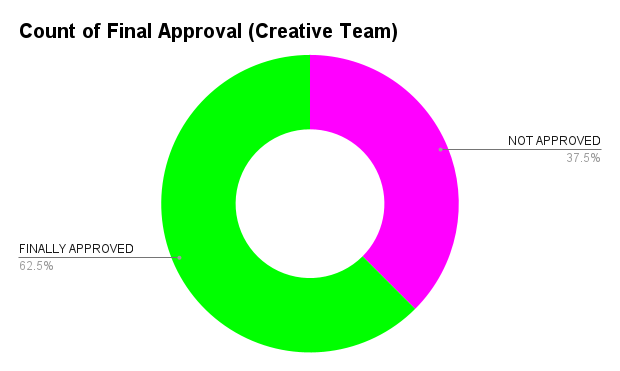 Count of Final Approval (Creative Team)
NOT APPROVED
37.5%
FINALLY APPROVED
62.5%